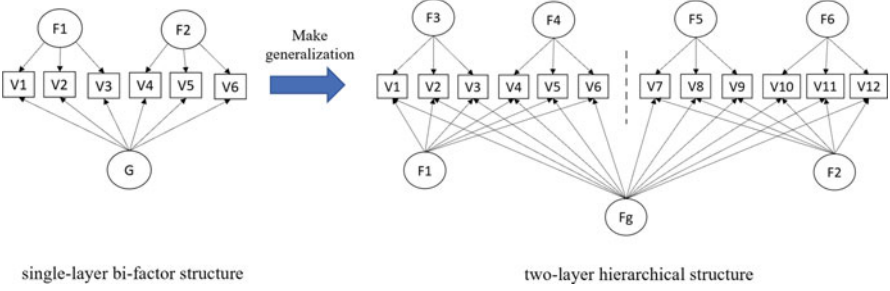 F1
F2
V1
V2
V3
V4
V5
V6
G
Make
generalization
F3
F4
F5
F6
V1
V2
V3
V4
V5
V6
V7
V8
V9
V10
V11
V12
F1
F2
Fg
single-layer bi-factor structure
two-layer hierarchical structure